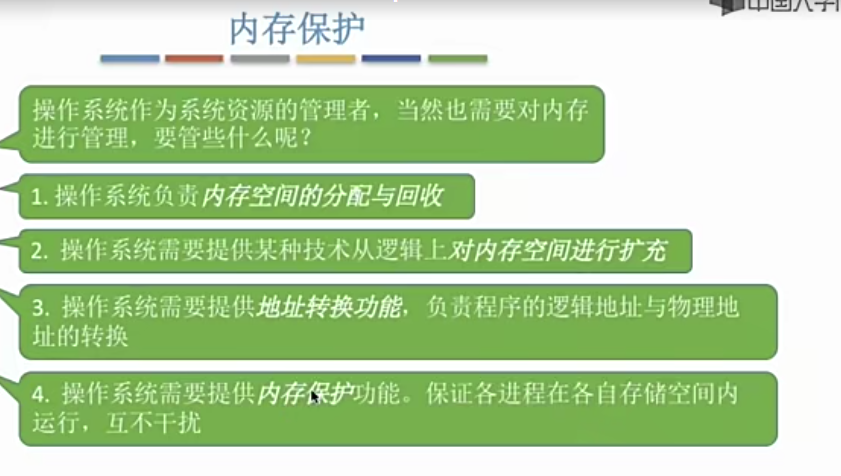 内存保护
操作系统作为系统资源的管理者，当然也需要对内存
进行管理，要管些什么呢？
1. 操作系统负责内存空间的分配与回收
2. 操作系统需要提供某种技术从逻辑上对内存空间进行扩充
3. 操作系统需要提供地址转换功能，负责程序的逻辑地址与物理地
址的转换
4. 操作系统需要提供内存保护功能。保证各进程在各自存储空间内
运行，互不干扰